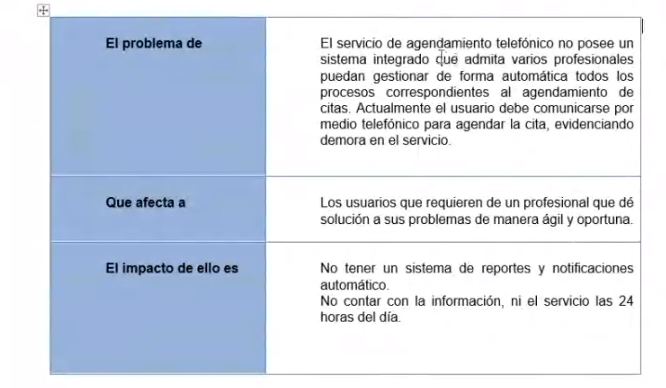 El problema de
El servicio de agendamiento telefónico no posee un
sistema integrado que admita varios profesionales
puedan gestionar de forma automática todos los
procesos correspondientes al agendamiento de
citas. Actualmente el usuario debe comunicarse por
medio telefónico para agendar la cita, evidenciando
demora en el servicio.
Que afecta a
Los usuarios que requieren de un profesional que dé
solución a sus problemas de manera ágil y oportuna.
El impacto de ello es
No tener un sistema de reportes y notificaciones
automático.
No contar con la información, ni el servicio las 24
horas del día.